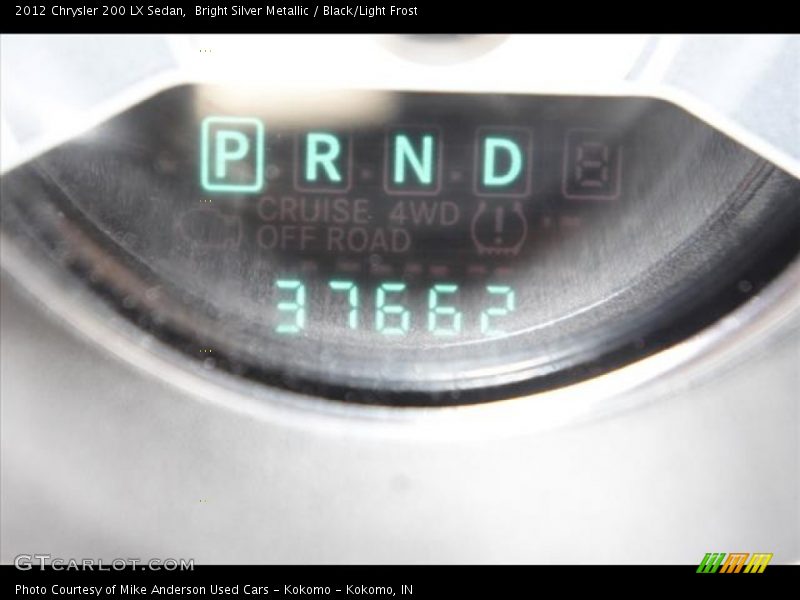 2012 Chrysler 200 LX Sedan,  Bright Silver Metallic / Black/Light Frost
P R N D 8
CRUISE 4WD
OFF ROAD
37662
GTCARLOT.COM
Photo Courtesy of Mike Anderson Used Cars - Kokomo - Kokomo, IN